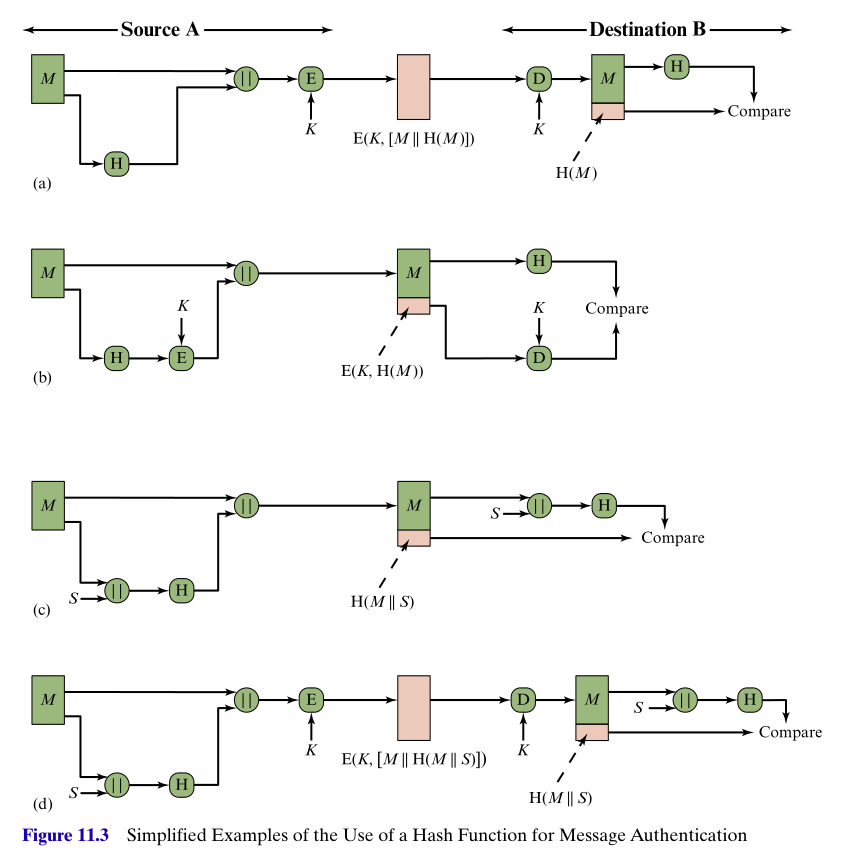 Source A Destination B
M || E D M H
K K Compare
E(K, [M || H(M)])
H H(M)
(a)
M || M H
K K Compare
H E D
E(K, H(M))
(b)
M || M S || H
Compare
S || H H(M || S)
(c)
M || E D M S || H
K K Compare
E(K, [M || H(M || S)])
S || H H(M || S)
(d)
Figure 11.3 Simplified Examples of the Use of a Hash Function for Message Authentication